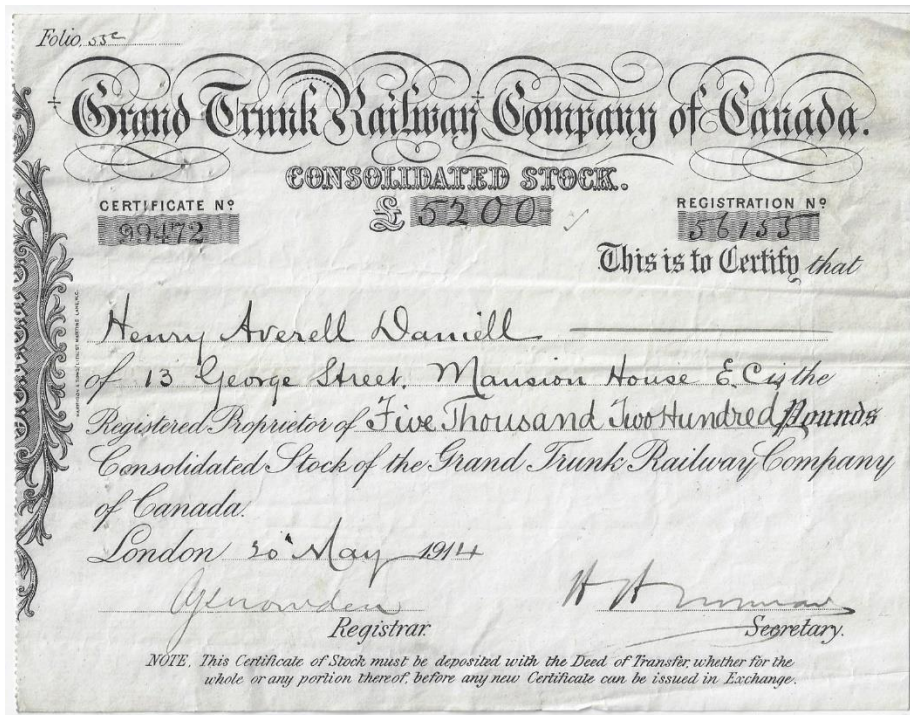 Folio, 53c
Grand Trunk Railway Company of Canada.
CONSOLIDATED STOCK.
CERTIFICATE Nº
99472
£ 5200
REGISTRATION Nº
56155
This is to Certify that
Henry Averell Daniell
of 13 George Street, Mansion House E.C. is the
Registered Proprietor of Five Thousand Two Hundred Pounds
Consolidated Stock of the Grand Trunk Railway Company
of Canada.
London May 1914
Registrar.
Secretary.
NOTE, This Certificate of Stock must be deposited with the Deed of Transfer, whether for the
whole or any portion thereof, before any new Certificate can be issued in Exchange.